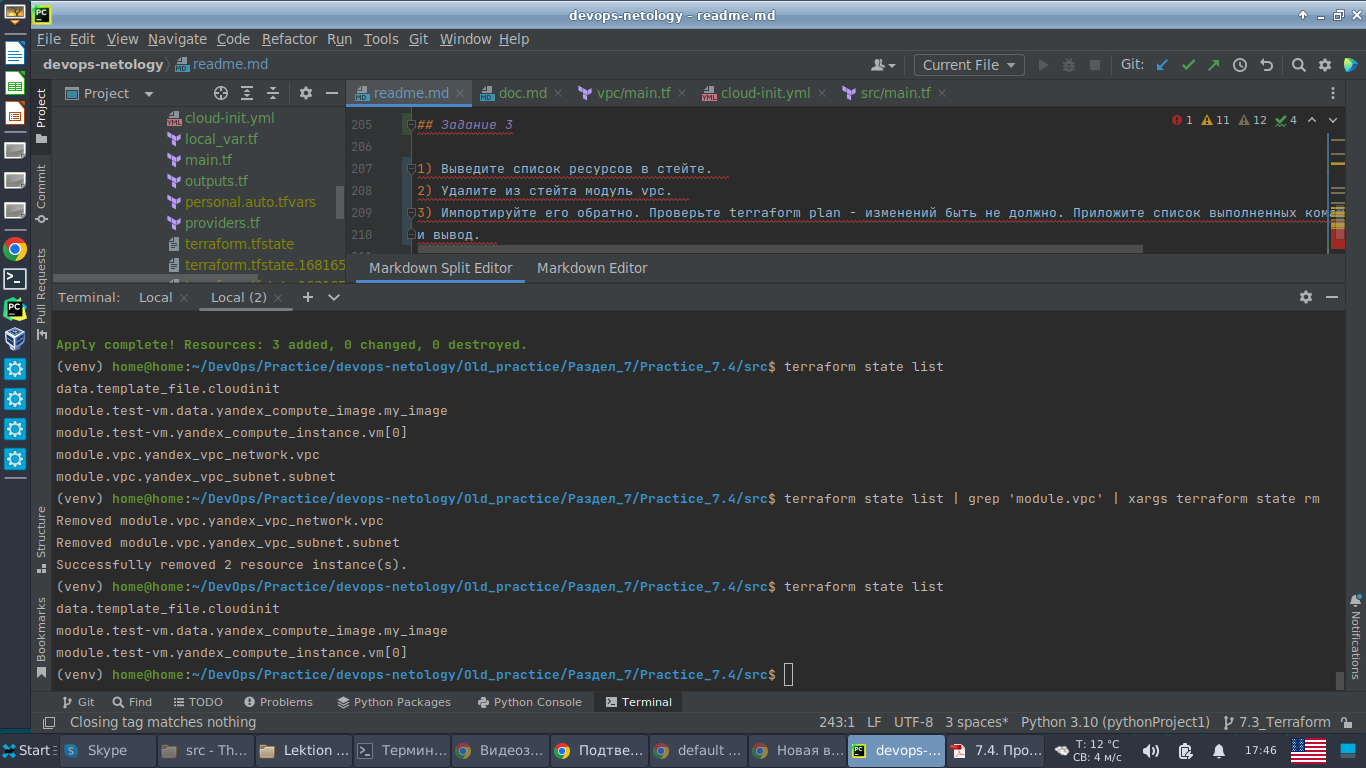 devops-netology - readme.md
File Edit View Navigate Code Refactor Run Tools Git Window Help
devops-netology readme.md Current File Git:
Project readme.md doc.md vpc/main.tf cloud-init.yml src/main.tf
Project
Commit
Pull Requests
Structure
Bookmarks
cloud-init.yml
local_var.tf
main.tf
outputs.tf
personal.auto.tfvars
providers.tf
terraform.tfstate
terraform.tfstate.168165
205 ## Задание 3 1 11 12 4
206
207 1) Выведите список ресурсов в стейте.
208 2) Удалите из стейта модуль vpc.
209 3) Импортируйте его обратно. Проверьте terraform plan - изменений быть не должно. Приложите список выполненных ком
210 и вывод.
Markdown Split Editor Markdown Editor
Terminal: Local Local (2)
Apply complete! Resources: 3 added, 0 changed, 0 destroyed.
(venv) home@home:~/DevOps/Practice/devops-netology/Old_practice/Раздел_7/Practice_7.4/src$ terraform state list
data.template_file.cloudinit
module.test-vm.data.yandex_compute_image.my_image
module.test-vm.yandex_compute_instance.vm[0]
module.vpc.yandex_vpc_network.vpc
module.vpc.yandex_vpc_subnet.subnet
(venv) home@home:~/DevOps/Practice/devops-netology/Old_practice/Раздел_7/Practice_7.4/src$ terraform state list | grep 'module.vpc' | xargs terraform state rm
Removed module.vpc.yandex_vpc_network.vpc
Removed module.vpc.yandex_vpc_subnet.subnet
Successfully removed 2 resource instance(s).
(venv) home@home:~/DevOps/Practice/devops-netology/Old_practice/Раздел_7/Practice_7.4/src$ terraform state list
data.template_file.cloudinit
module.test-vm.data.yandex_compute_image.my_image
module.test-vm.yandex_compute_instance.vm[0]
(venv) home@home:~/DevOps/Practice/devops-netology/Old_practice/Раздел_7/Practice_7.4/src$
Notifications
Git Find TODO Problems Python Packages Python Console Terminal
Closing tag matches nothing 243:1 LF UTF-8 3 spaces* Python 3.10 (pythonProject1) 7.3_Terraform
Start Skype src - Th... Lektion ... Термин... Видеоз... Подтве... default ... Новая в... devops-... 7.4. Про... T: 12 °C 17:46
СВ: 4 м/с